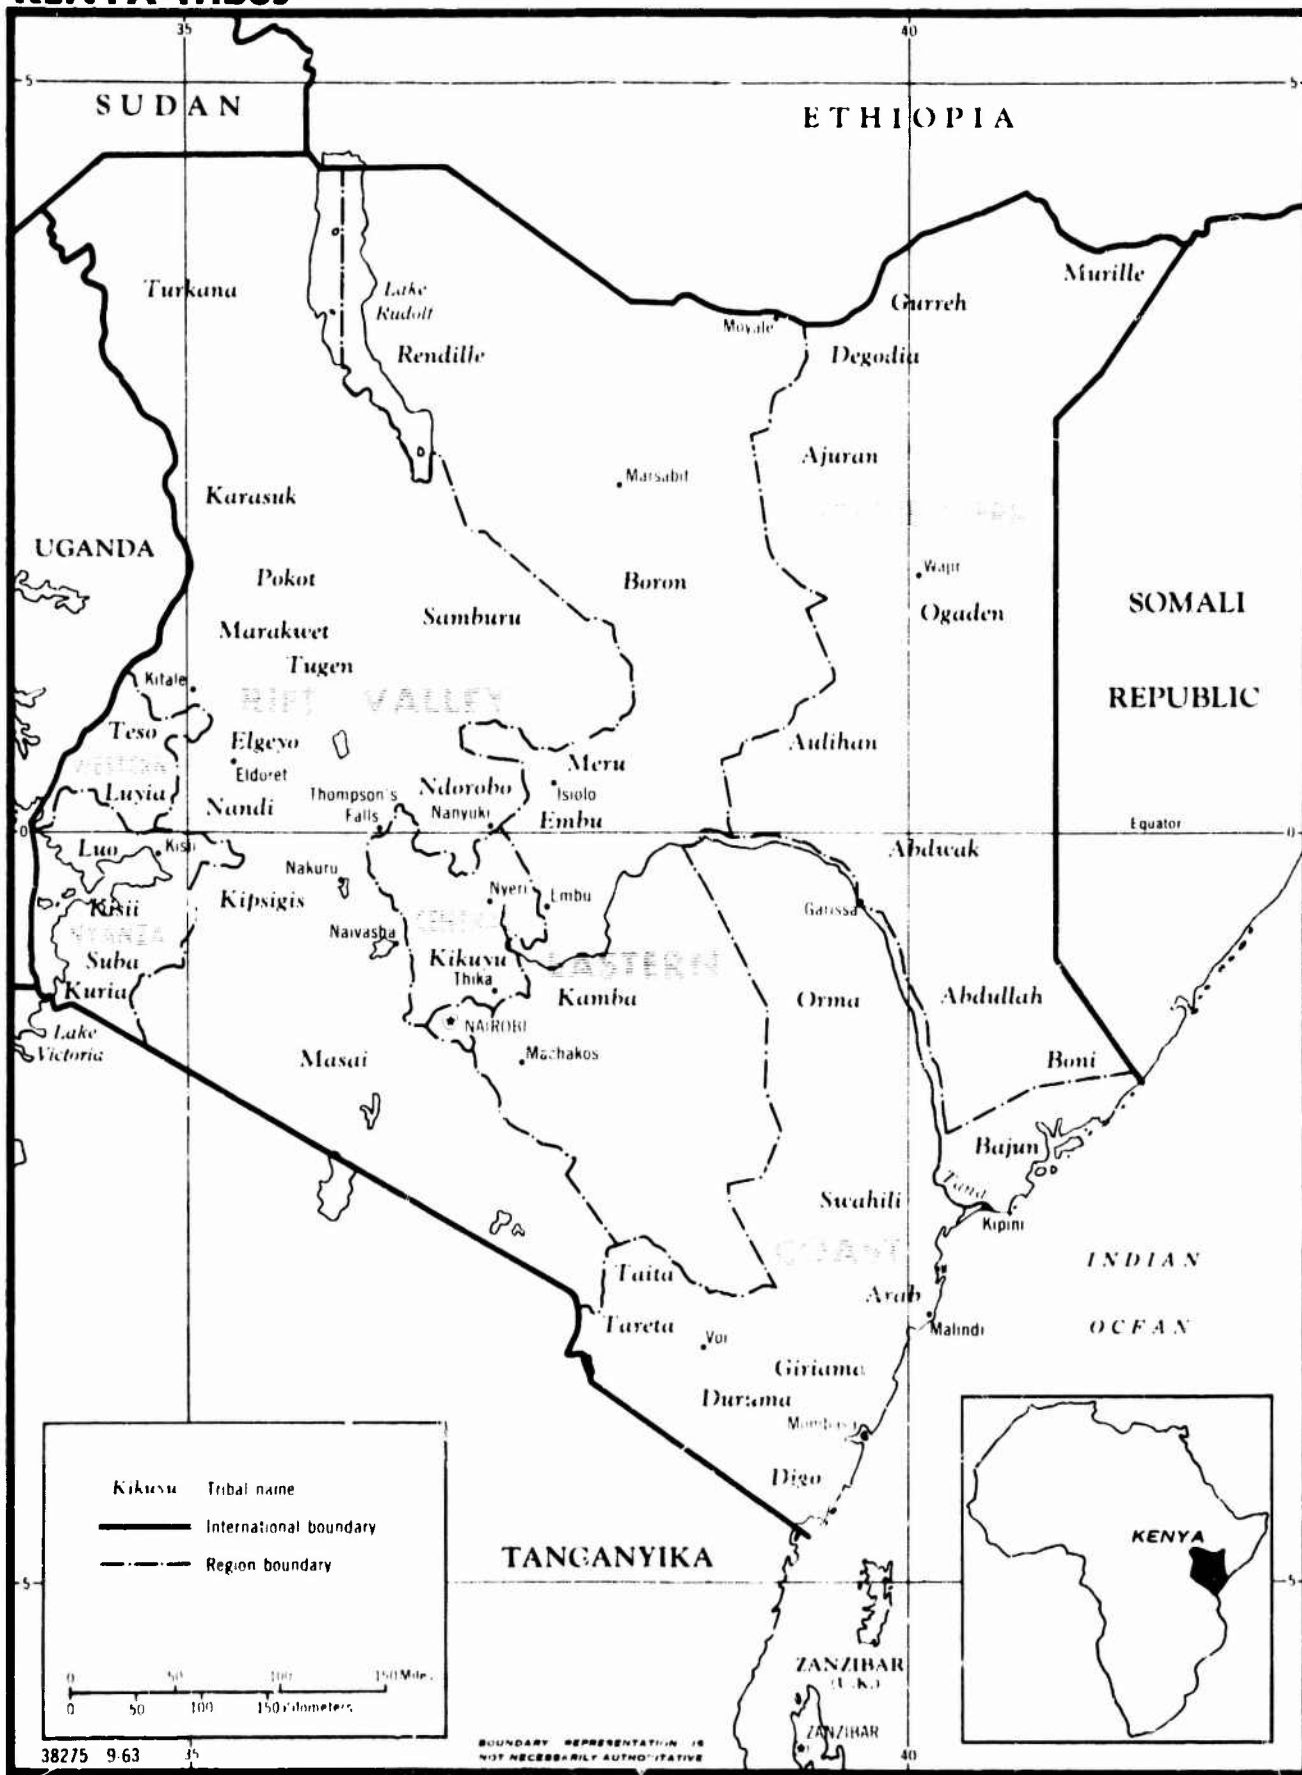 35
40
5
5
SUDAN
ETHIOPIA
Turkana
Lake
Rudolf
Murille
Gurreh
Moyale
Rendille
Degodia
Marsabit
Ajuran
Karasuk
UGANDA
Pokot
Boron
Wajir
Ogaden
SOMALI
REPUBLIC
Samburu
Marakwet
Tugen
Kitale
RIFT VALLEY
Teso
Elgeyo
Aulihan
WESTERN
Eldoret
Meru
Isiolo
Luyia
Nandi
Thompson's
Falls
Ndorobo
Nanyuki
Embu
Equator
0
0
Luo
Kisii
Abdwak
Nakuru
Kipsigis
Nyeri
Embu
Garissa
Kisii
NYANZA
Naivasha
CENTRAL
EASTERN
Suba
Kikuyu
Kuria
Thika
Kamba
Orma
Abdullah
Lake
Victoria
NAIROBI
Machakos
Masai
Boni
Bajun
Tana
Swahili
Kipini
COAST
INDIAN
OCEAN
Taita
Arab
Malindi
Tareta
Voi
Giriama
Durama
Mombasa
Digo
TANGANYIKA
ZANZIBAR
(U.K.)
ZANZIBAR
Kikuyu Tribal name
International boundary
Region boundary
0 50 100 150 Miles
0 50 100 150 Kilometers
KENYA
5
5
38275 9-63
35
BOUNDARY REPRESENTATION IS
NOT NECESSARILY AUTHORITATIVE
40